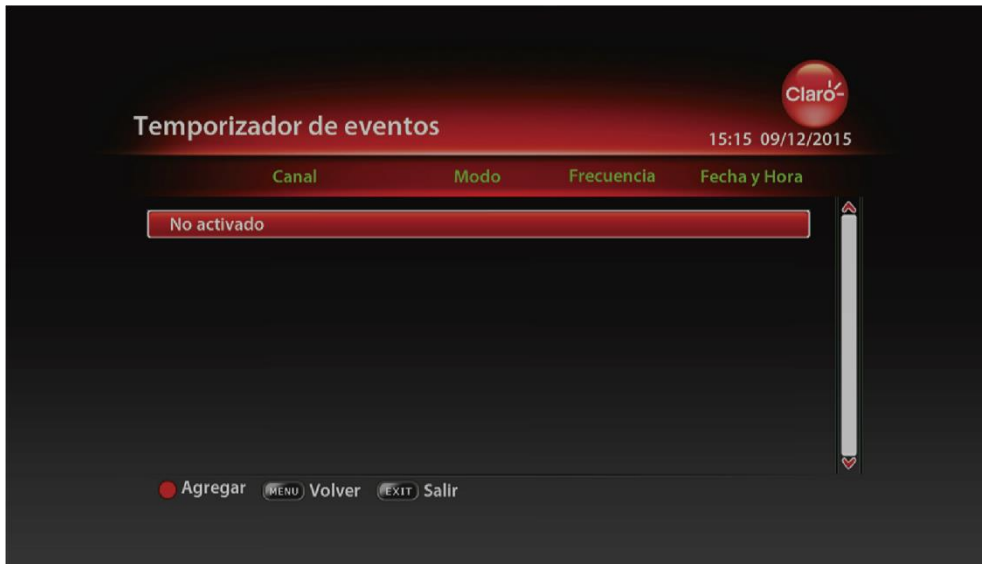 Claro-
Temporizador de eventos
15:15 09/12/2015
Canal Modo Frecuencia Fecha y Hora
No activado
Agregar MENU Volver EXIT Salir